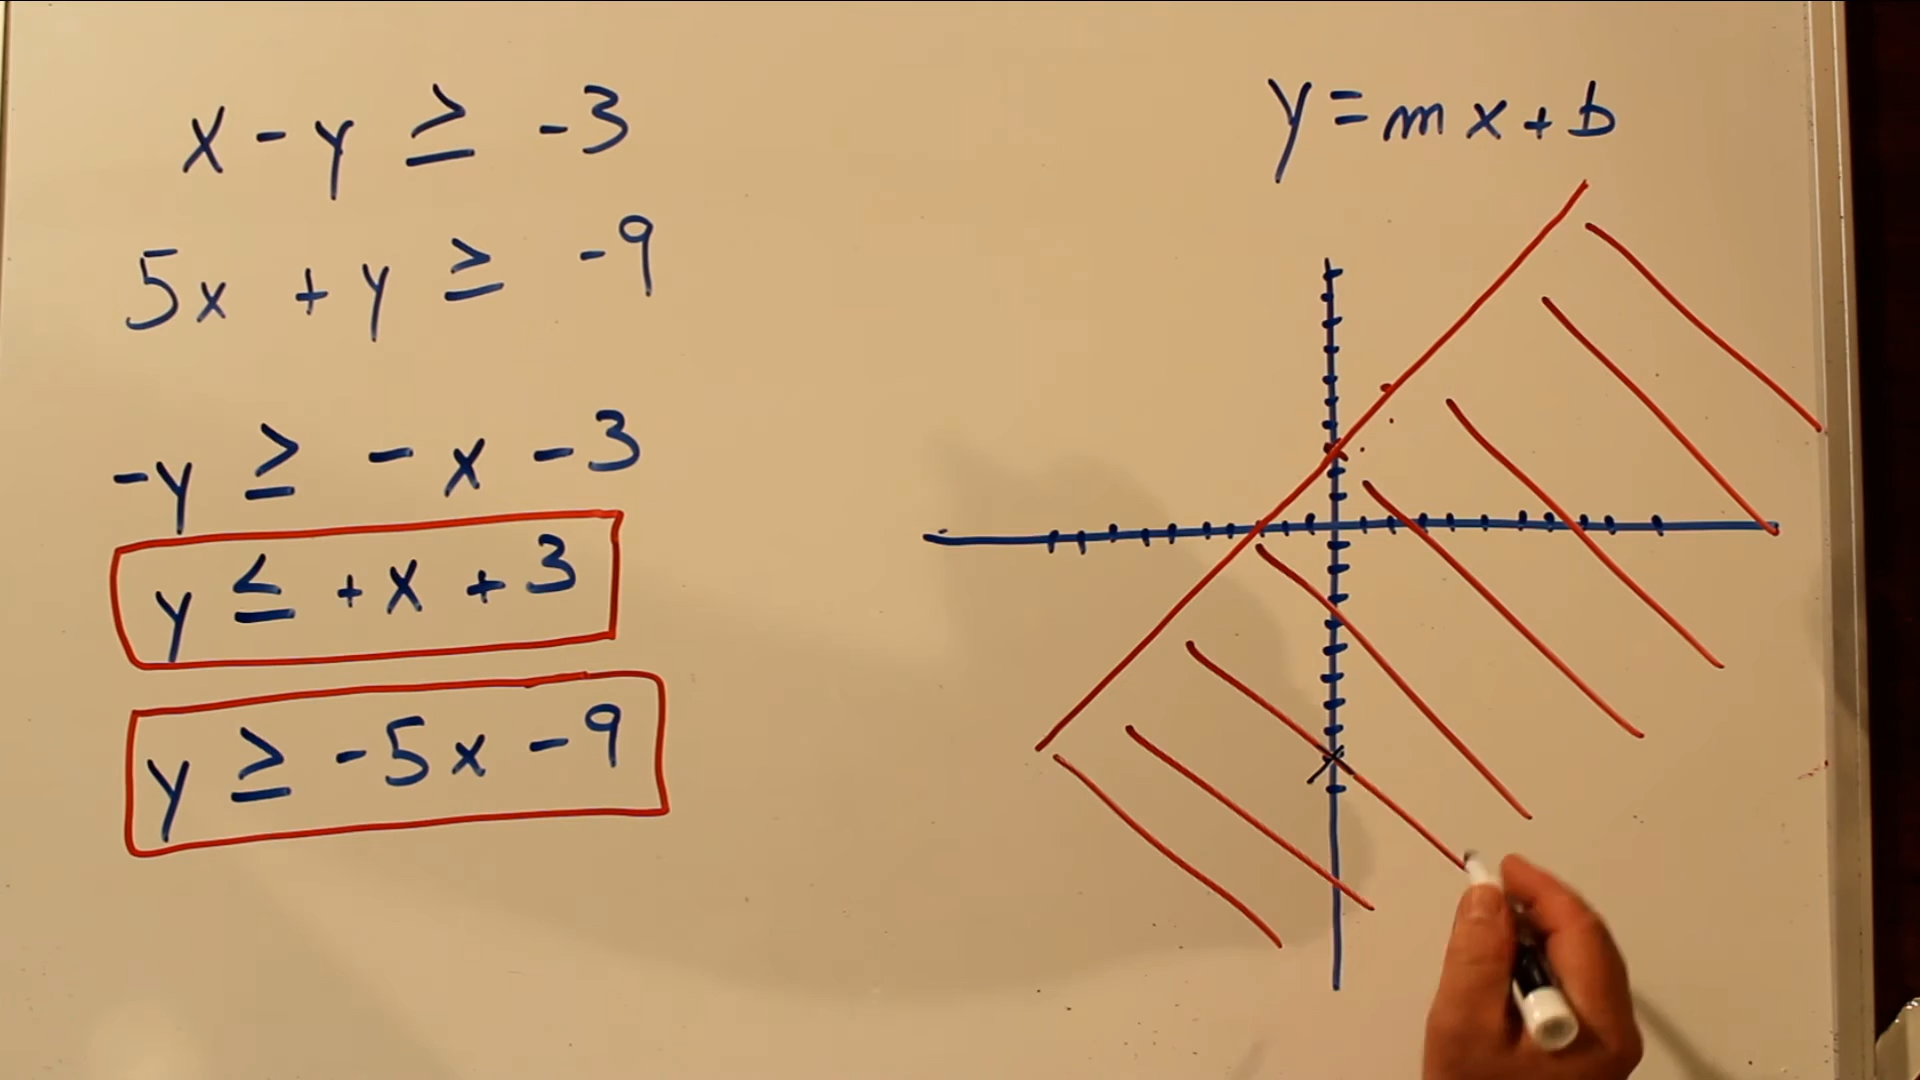 x - y ≥ -3
5x + y ≥ -9
-y ≥ - x - 3
y ≤ +x + 3
y ≥ -5x - 9
y = mx + b